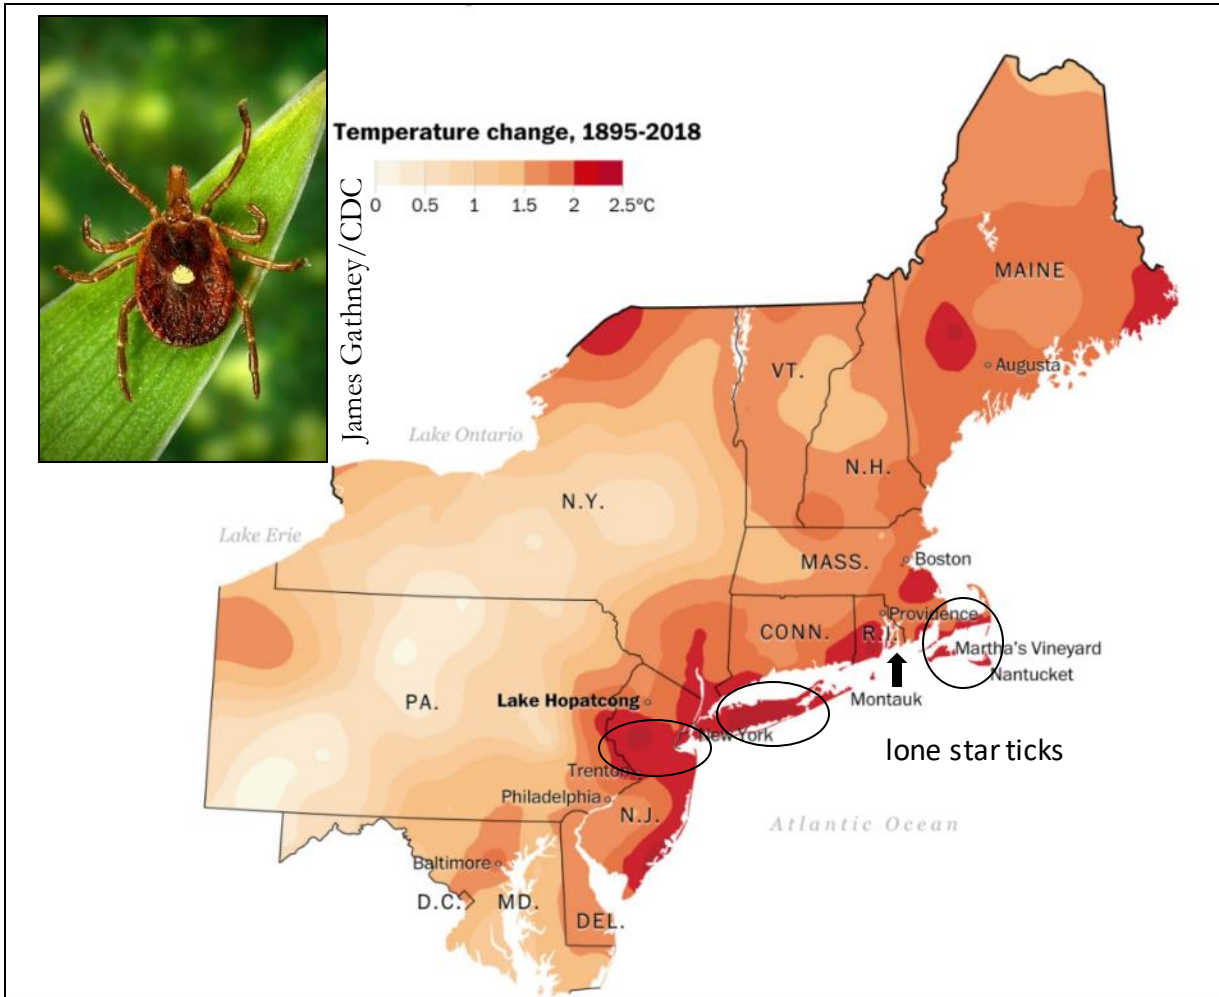 James Gathney/CDC
Temperature change, 1895-2018
0 0.5 1 1.5 2 2.5°C
MAINE
Augusta
VT.
Lake Ontario
N.H.
N.Y.
Lake Erie
MASS.
Boston
Providence
CONN.
R.I.
Martha's Vineyard
Nantucket
PA.
Lake Hopatcong
Montauk
New York
lone star ticks
Trenton
Philadelphia
N.J.
Atlantic Ocean
Baltimore
D.C.
MD.
DEL.